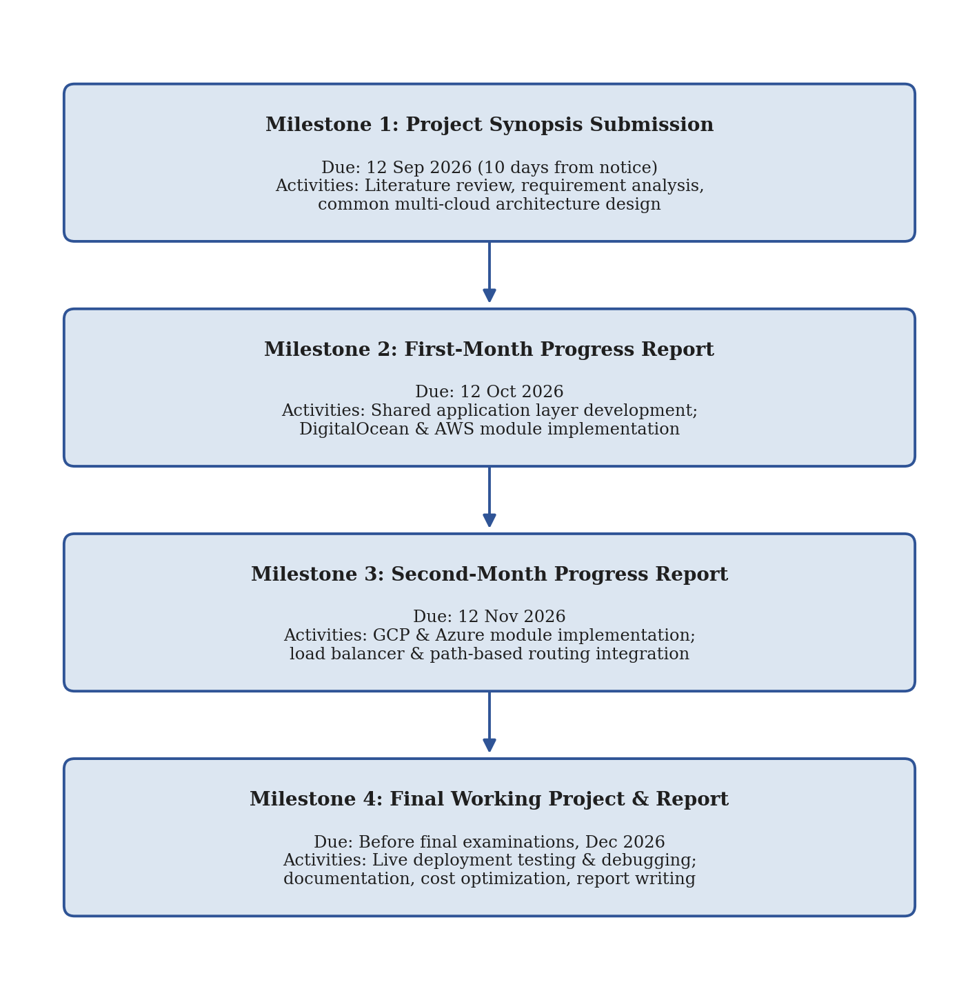 Milestone 1: Project Synopsis Submission
Due: 12 Sep 2026 (10 days from notice)
Activities: Literature review, requirement analysis,
common multi-cloud architecture design
Milestone 2: First-Month Progress Report
Due: 12 Oct 2026
Activities: Shared application layer development;
DigitalOcean & AWS module implementation
Milestone 3: Second-Month Progress Report
Due: 12 Nov 2026
Activities: GCP & Azure module implementation;
load balancer & path-based routing integration
Milestone 4: Final Working Project & Report
Due: Before final examinations, Dec 2026
Activities: Live deployment testing & debugging;
documentation, cost optimization, report writing